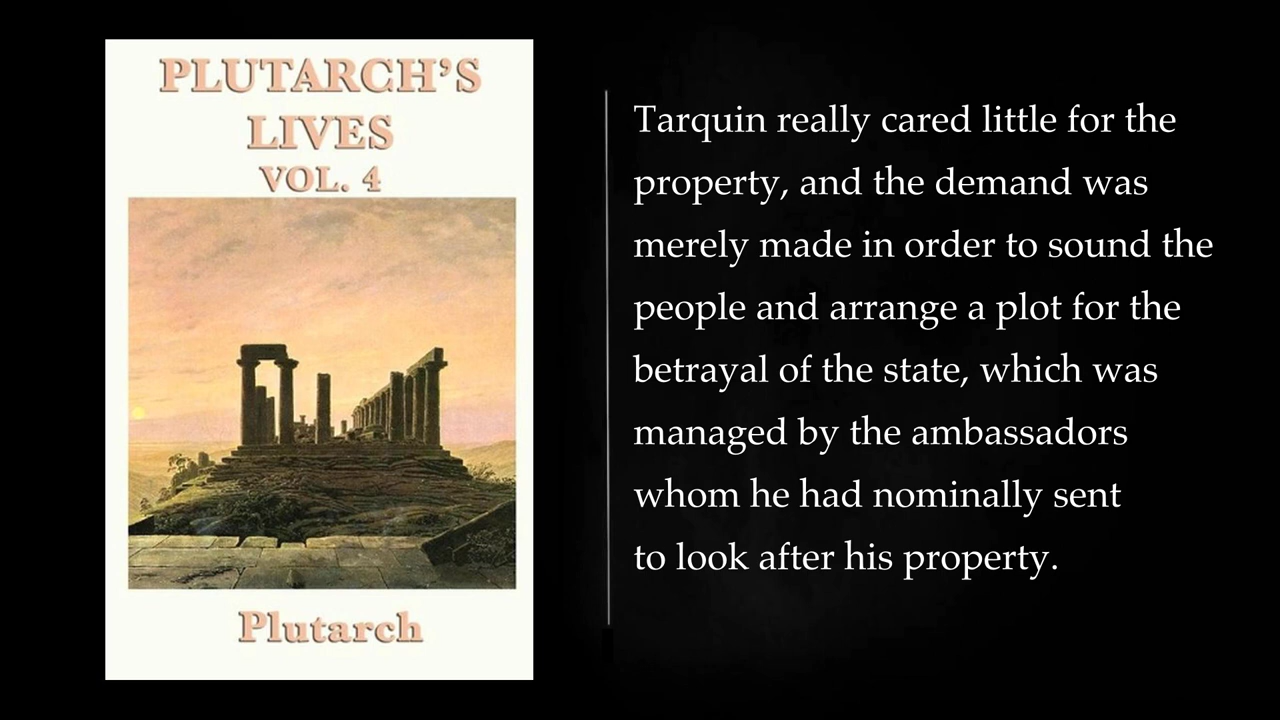 PLUTARCH'S
LIVES
VOL. 4
Plutarch
Tarquin really cared little for the
property, and the demand was
merely made in order to sound the
people and arrange a plot for the
betrayal of the state, which was
managed by the ambassadors
whom he had nominally sent
to look after his property.